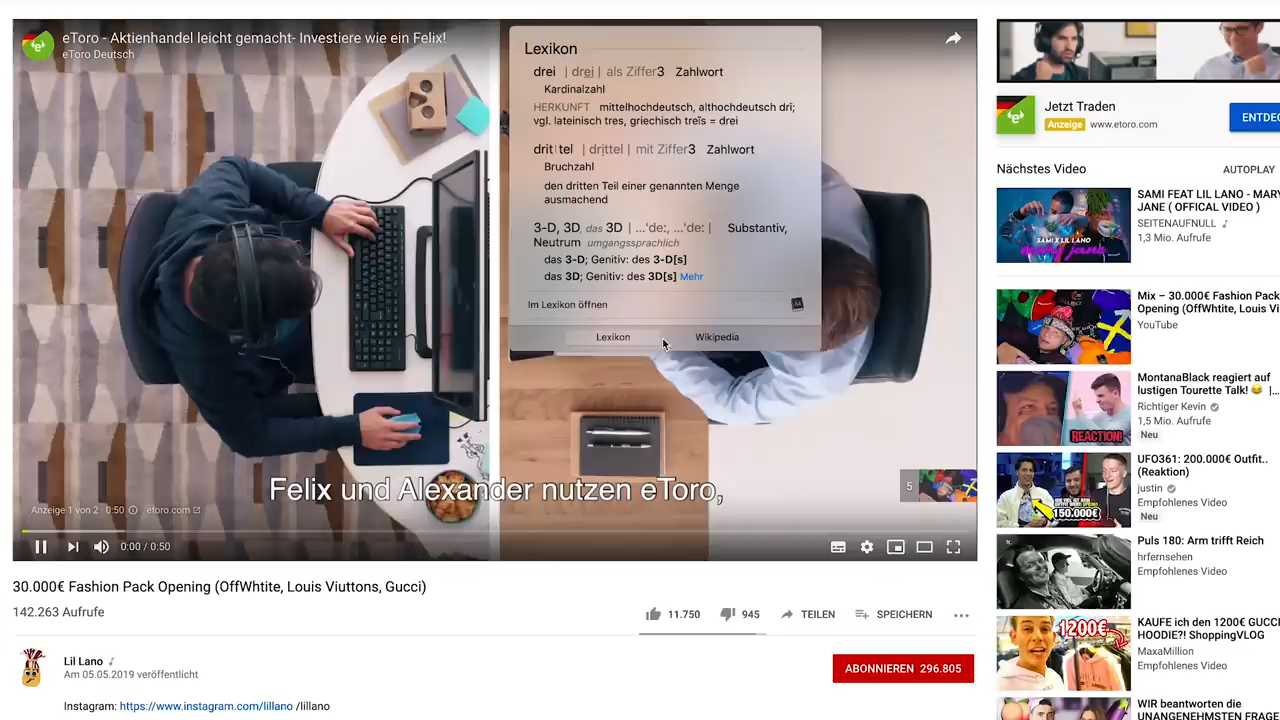 eToro - Aktienhandel leicht gemacht- Investiere wie ein Felix!
eToro Deutsch
Lexikon
drei | drei | als Ziffer3 Zahlwort
Kardinalzahl
HERKUNFT mittelhochdeutsch, althochdeutsch drī;
vgl. lateinisch tres, griechisch treĩs = drei
drit tel | drittel | mit Ziffer3 Zahlwort
Bruchzahl
den dritten Teil einer genannten Menge
ausmachend
3-D, 3D, das 3D | ...'de:, ...'de: | Substantiv,
Neutrum umgangssprachlich
das 3-D; Genitiv: des 3-D[s]
das 3D; Genitiv: des 3D[s] Mehr
Im Lexikon öffnen
Lexikon Wikipedia
Felix und Alexander nutzen eToro,
5
Anzeige 1 von 2 · 0:50 etoro.com
0:00 / 0:50
30.000€ Fashion Pack Opening (OffWhtite, Louis Viuttons, Gucci)
142.263 Aufrufe
11.750 945 TEILEN SPEICHERN
Lil Lano
Am 05.05.2019 veröffentlicht
ABONNIEREN 296.805
Instagram: https://www.instagram.com/lillano /lillano
Jetzt Traden
Anzeige www.etoro.com
ENTDEC
Nächstes Video AUTOPLAY
SAMI X LIL LANO
mary jane
SAMI FEAT LIL LANO - MARY
JANE ( OFFICAL VIDEO )
SEITENAUFNULL
1,3 Mio. Aufrufe
Mix – 30.000€ Fashion Pack
Opening (OffWhtite, Louis Vi
YouTube
REACTION!
MontanaBlack reagiert auf
lustigen Tourette Talk! 😂 |...
Richtiger Kevin
1,5 Mio. Aufrufe
Neu
150.000€
UFO361: 200.000€ Outfit..
(Reaktion)
justin
Empfohlenes Video
Neu
Puls 180: Arm trifft Reich
hrfernsehen
Empfohlenes Video
1200€
KAUFE ich den 1200€ GUCCI
HOODIE?! ShoppingVLOG
MaxaMillion
Empfohlenes Video
WIR beantworten die
UNANGENEHMSTEN FRAGE